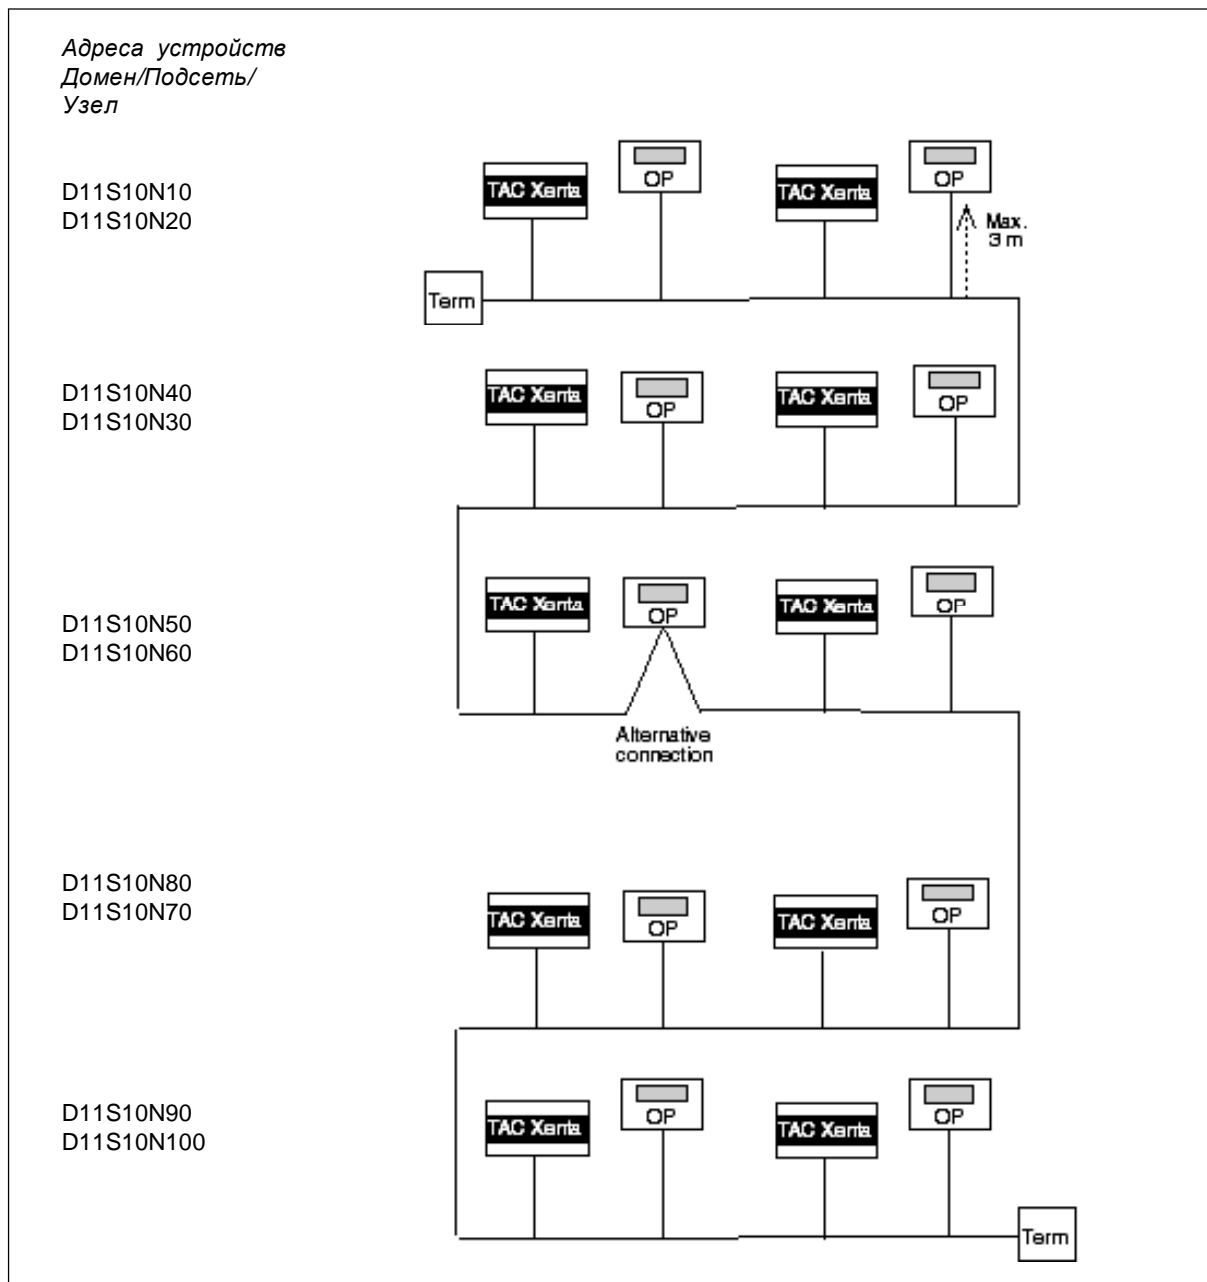 Адреса устройств
Домен/Подсеть/
Узел
D11S10N10
D11S10N20
TAC Xenta
OP
TAC Xenta
OP
Max.
3 m
Term
D11S10N40
D11S10N30
TAC Xenta
OP
TAC Xenta
OP
D11S10N50
D11S10N60
TAC Xenta
OP
TAC Xenta
OP
Alternative
connection
D11S10N80
D11S10N70
TAC Xenta
OP
TAC Xenta
OP
D11S10N90
D11S10N100
TAC Xenta
OP
TAC Xenta
OP
Term